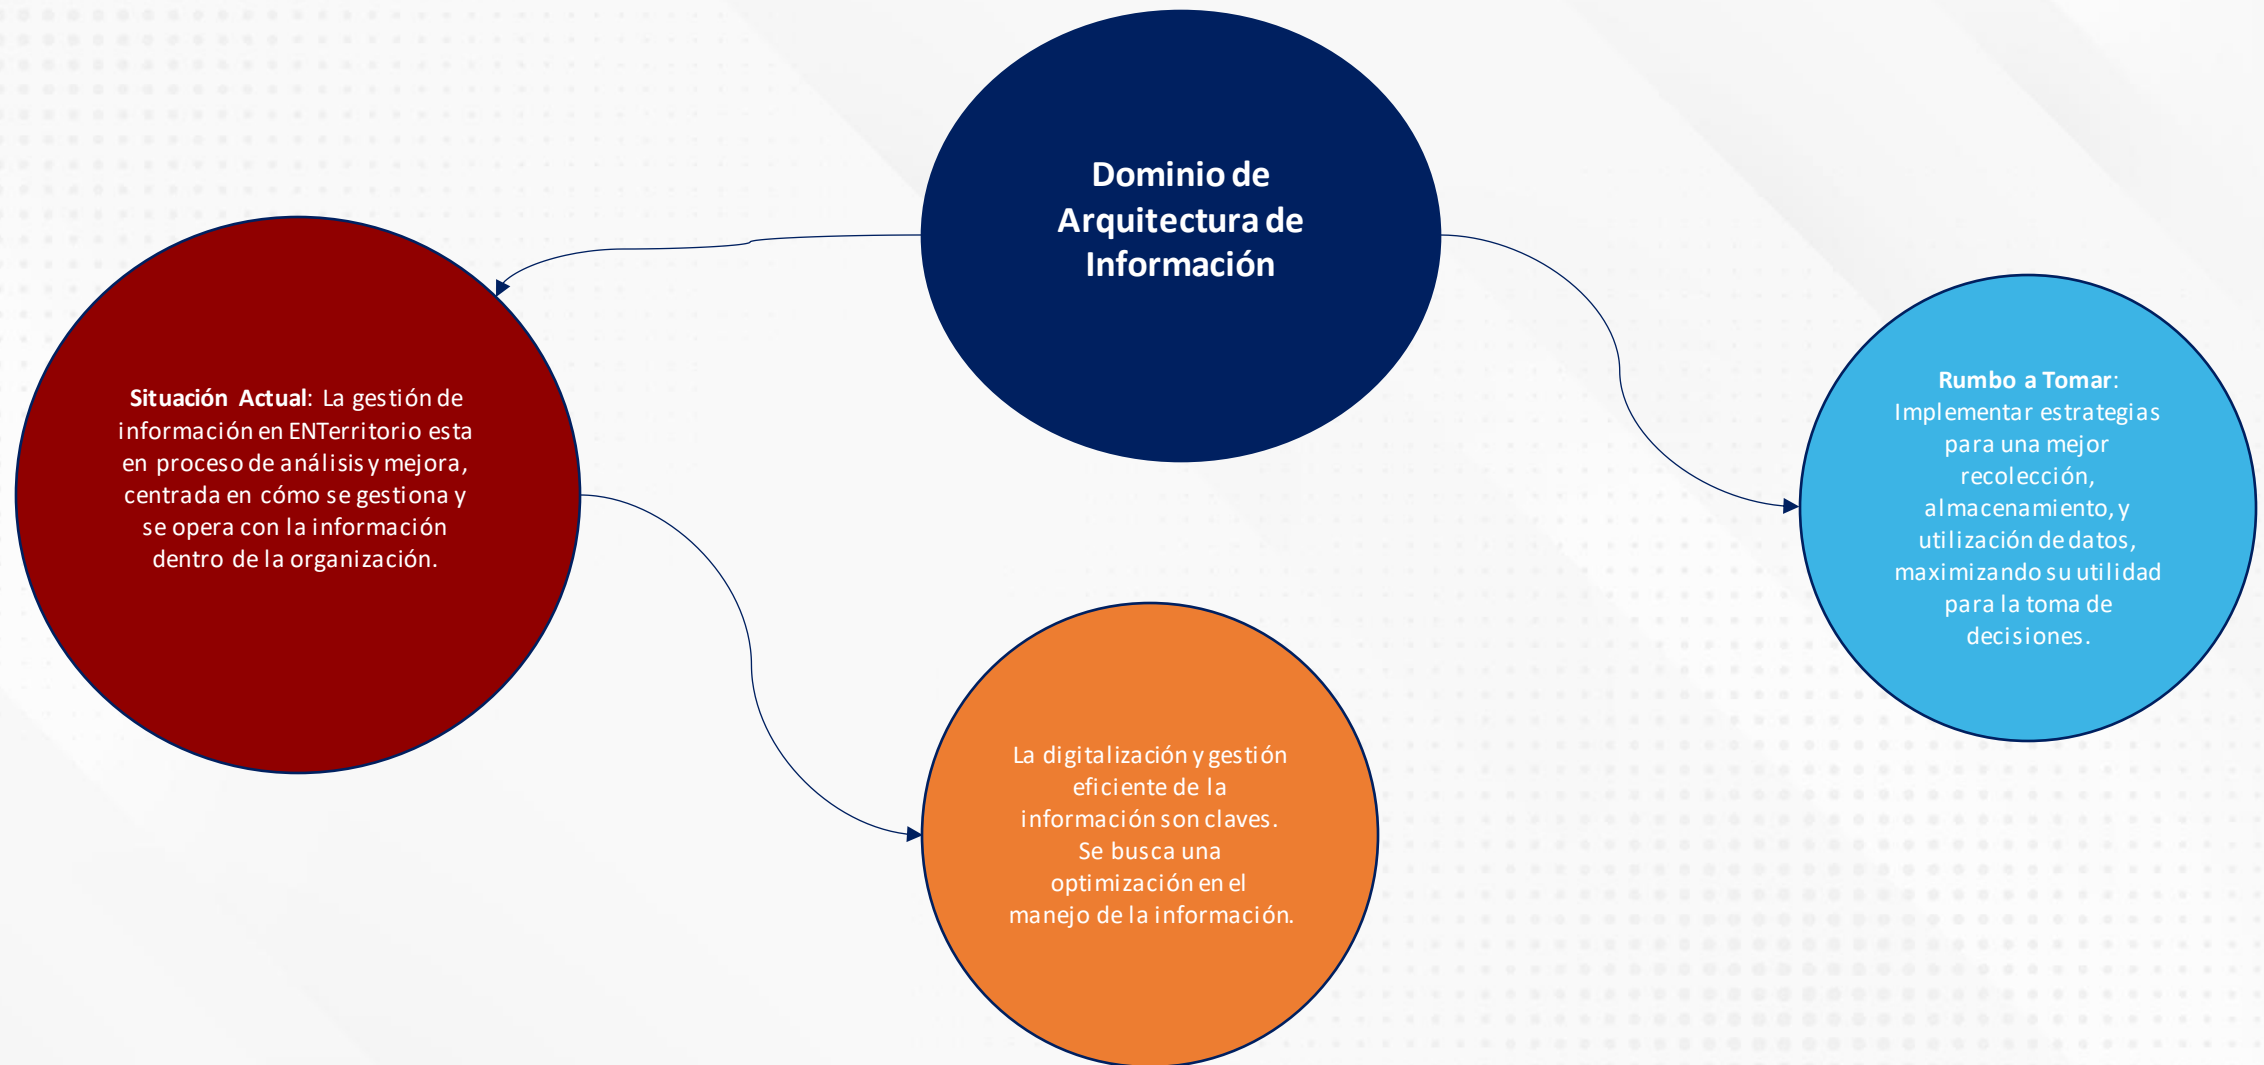 Dominio de
Arquitectura de
Información
Situación Actual: La gestión de
información en ENTerritorio esta
en proceso de análisis y mejora,
centrada en cómo se gestiona y
se opera con la información
dentro de la organización.
Rumbo a Tomar:
Implementar estrategias
para una mejor
recolección,
almacenamiento, y
utilización de datos,
maximizando su utilidad
para la toma de
decisiones.
La digitalización y gestión
eficiente de la
información son claves.
Se busca una
optimización en el
manejo de la información.